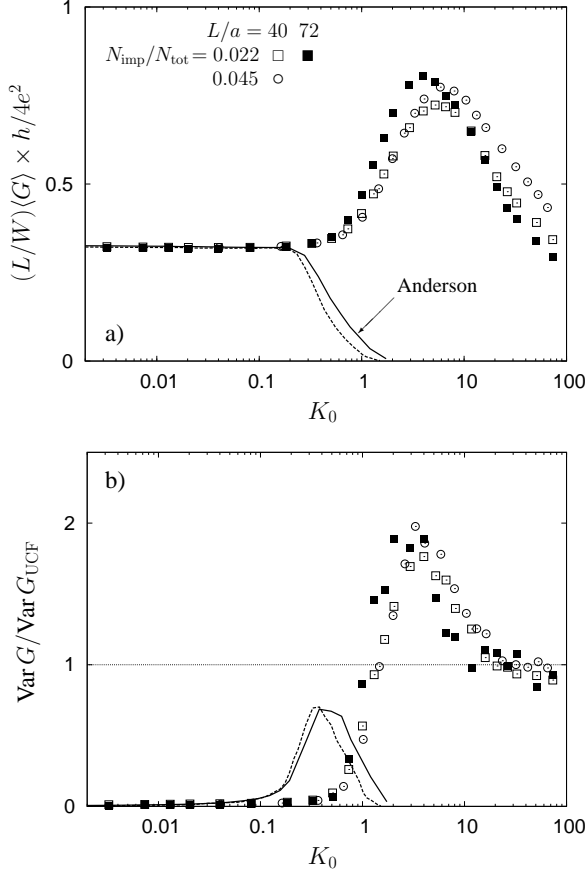 L/a = 40 72
N_imp/N_tot = 0.022
0.045
(L/W)⟨G⟩ × h/4e²
1
0.5
0
Anderson
a)
0.01 0.1 1 10 100
K₀
b)
Var G/Var G_UCF
2
1
0
0.01 0.1 1 10 100
K₀